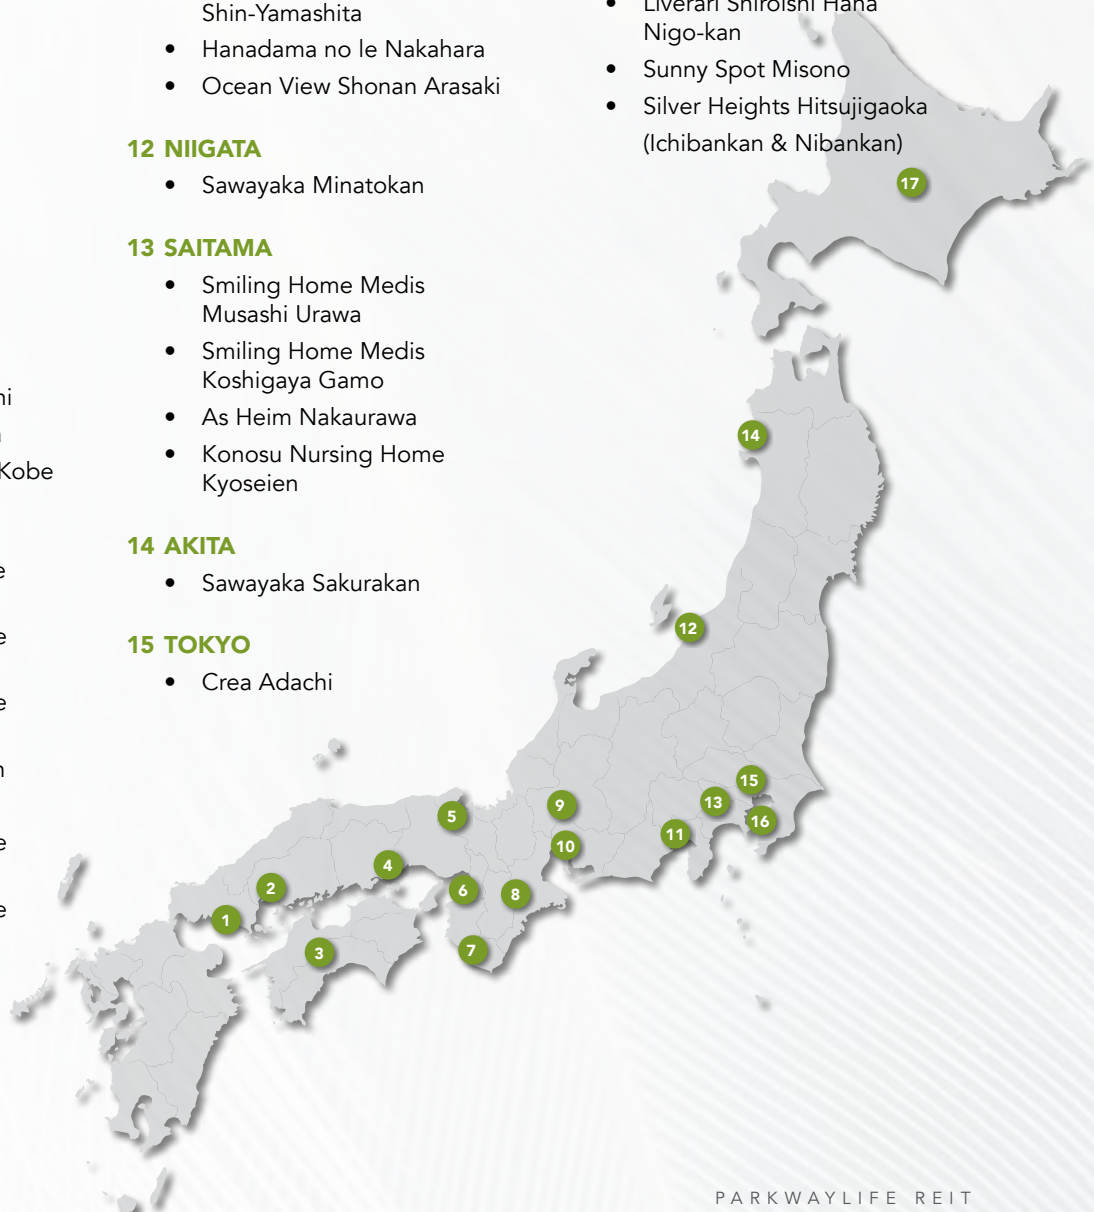 Shin-Yamashita
• Hanadama no Ie Nakahara
• Ocean View Shonan Arasaki
12 NIIGATA
• Sawayaka Minatokan
13 SAITAMA
• Smiling Home Medis
Musashi Urawa
• Smiling Home Medis
Koshigaya Gamo
• As Heim Nakaurawa
• Konosu Nursing Home
Kyoseien
14 AKITA
• Sawayaka Sakurakan
15 TOKYO
• Crea Adachi
• Liverari Shiroishi Hana
Nigo-kan
• Sunny Spot Misono
• Silver Heights Hitsujigaoka
(Ichibankan & Nibankan)
Kobe
17
14
12
15
13
16
9
5
11
10
4
2
6
8
1
3
7
PARKWAYLIFE REIT